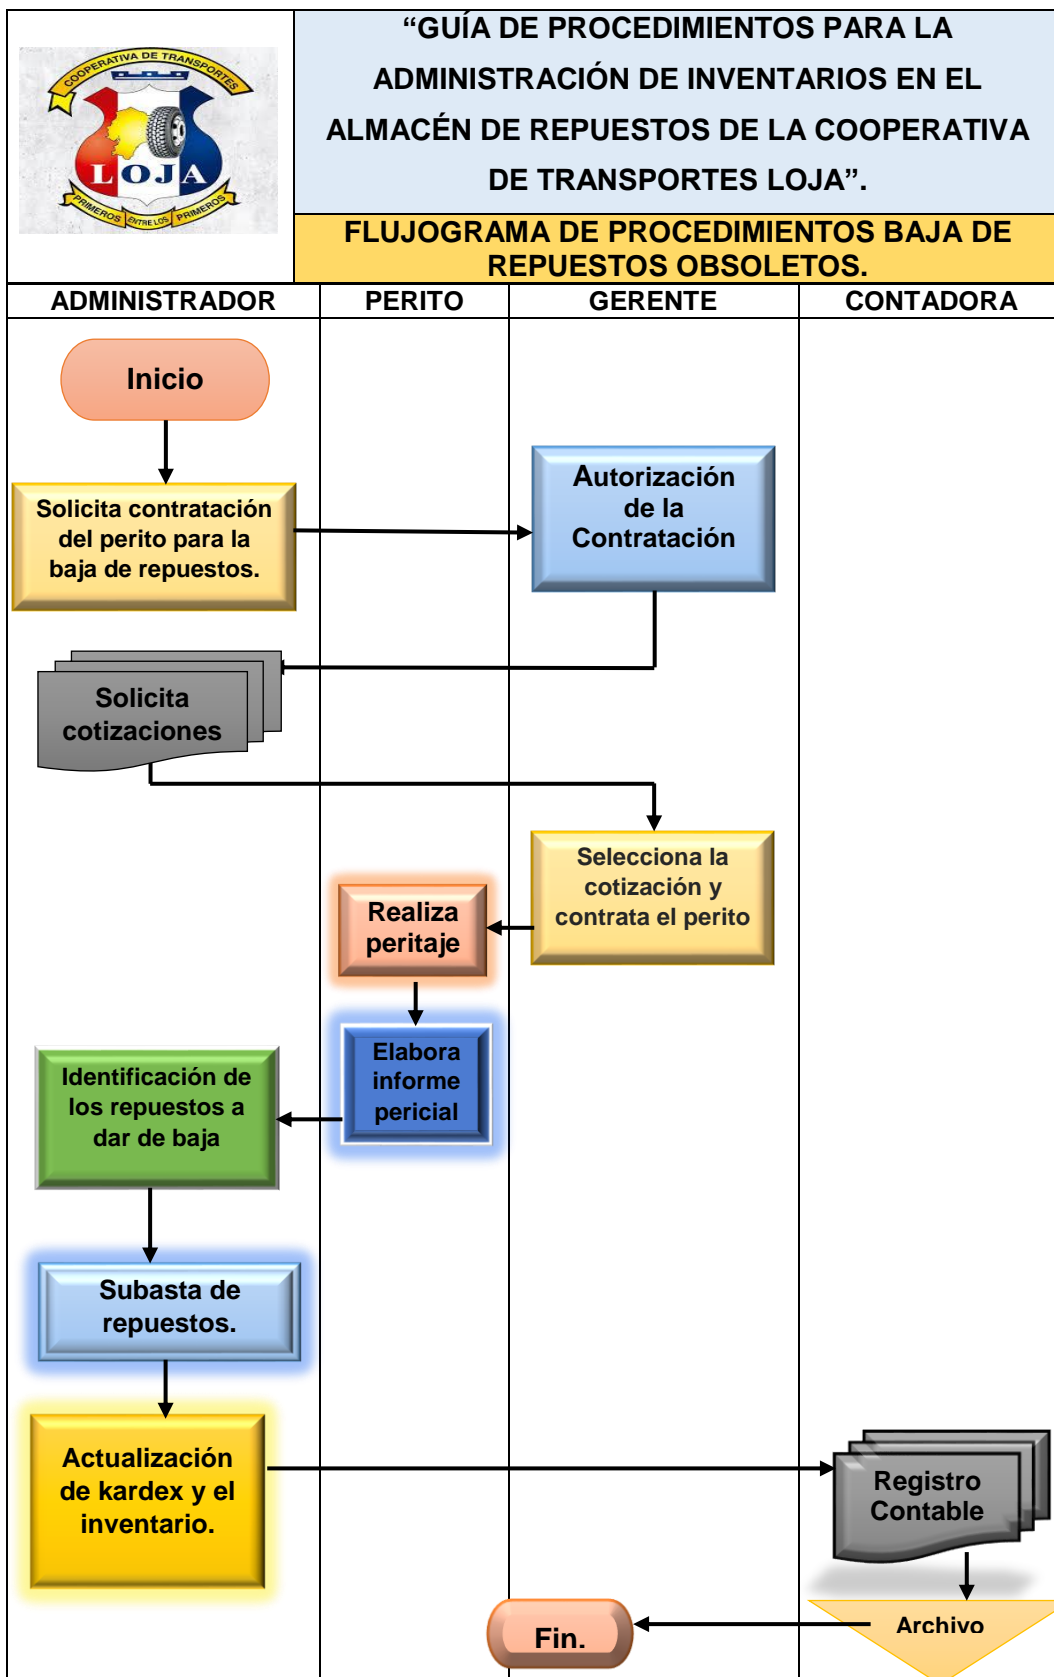 COOPERATIVA DE TRANSPORTES
LOJA
PRIMEROS ENTRE LOS PRIMEROS
“GUÍA DE PROCEDIMIENTOS PARA LA
ADMINISTRACIÓN DE INVENTARIOS EN EL
ALMACÉN DE REPUESTOS DE LA COOPERATIVA
DE TRANSPORTES LOJA”.
FLUJOGRAMA DE PROCEDIMIENTOS BAJA DE
REPUESTOS OBSOLETOS.
ADMINISTRADOR
PERITO
GERENTE
CONTADORA
Inicio
Solicita contratación
del perito para la
baja de repuestos.
Autorización
de la
Contratación
Solicita
cotizaciones
Selecciona la
cotización y
contrata el perito
Realiza
peritaje
Elabora
informe
pericial
Identificación de
los repuestos a
dar de baja
Subasta de
repuestos.
Actualización
de kardex y el
inventario.
Registro
Contable
Archivo
Fin.